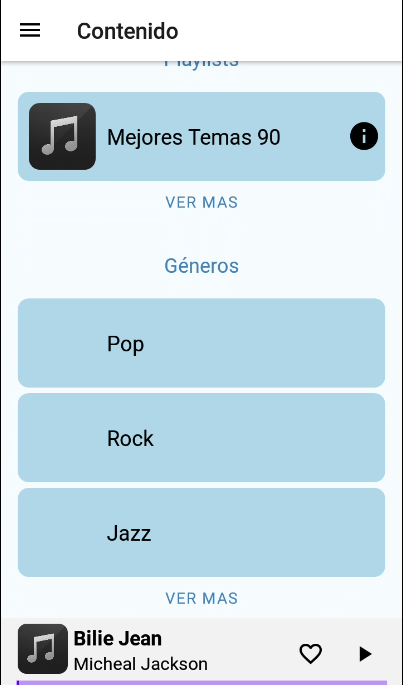 Contenido
Playlists
Mejores Temas 90
VER MAS
Géneros
Pop
Rock
Jazz
VER MAS
Bilie Jean
Micheal Jackson